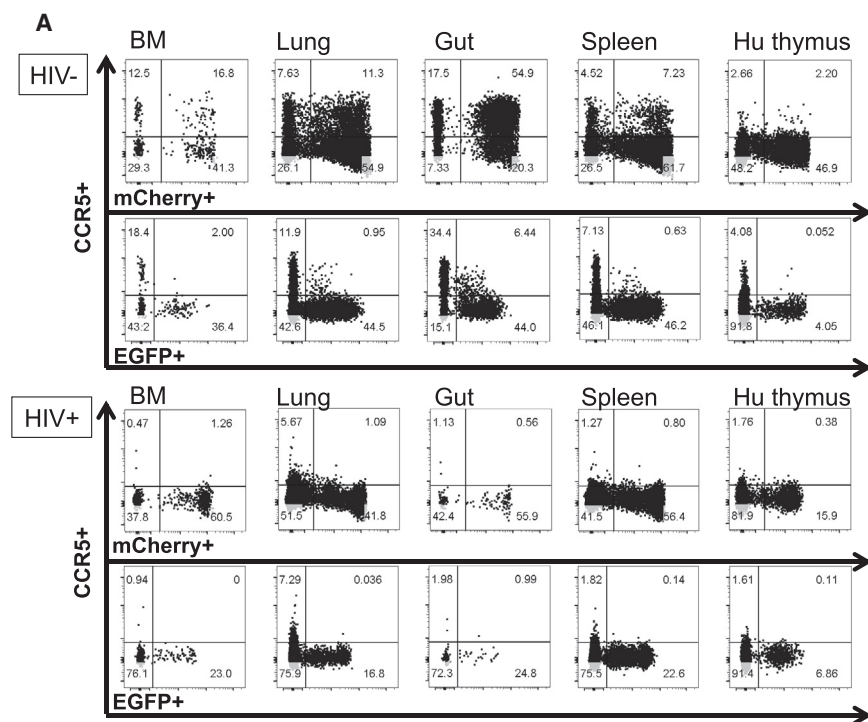 A
BM Lung Gut Spleen Hu thymus
HIV-
12.5 16.8 7.63 11.3 17.5 54.9 4.52 7.23 2.66 2.20
29.3 41.3 26.1 54.9 7.33 20.3 26.5 61.7 48.2 46.9
mCherry+
CCR5+
18.4 2.00 11.9 0.95 34.4 6.44 7.13 0.63 4.08 0.052
43.2 36.4 42.6 44.5 15.1 44.0 46.1 46.2 91.8 4.05
EGFP+
BM Lung Gut Spleen Hu thymus
HIV+
0.47 1.26 5.67 1.09 1.13 0.56 1.27 0.80 1.76 0.38
37.8 60.5 51.5 41.8 42.4 55.9 41.5 56.4 81.9 15.9
mCherry+
CCR5+
0.94 0 7.29 0.036 1.98 0.99 1.82 0.14 1.61 0.11
76.1 23.0 75.9 16.8 72.3 24.8 75.5 22.6 91.4 6.86
EGFP+